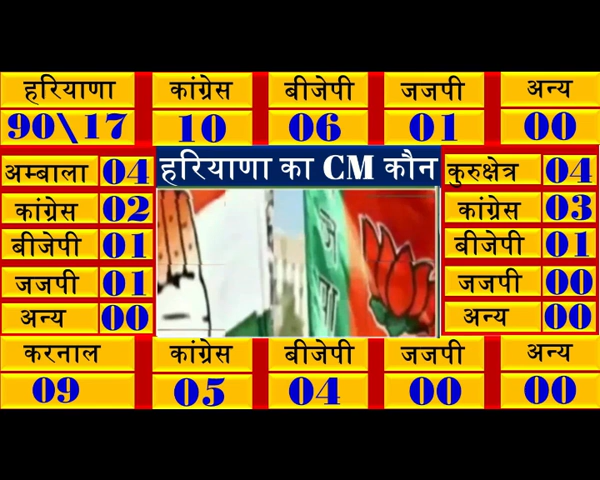 हरियाणा कांग्रेस बीजेपी जजपी अन्य
90\17 10 06 01 00
हरियाणा का CM कौन
अम्बाला 04
कांग्रेस 02
बीजेपी 01
जजपी 01
अन्य 00
ज
पा
कुरुक्षेत्र 04
कांग्रेस 03
बीजेपी 01
जजपी 00
अन्य 00
करनाल कांग्रेस बीजेपी जजपी अन्य
09 05 04 00 00